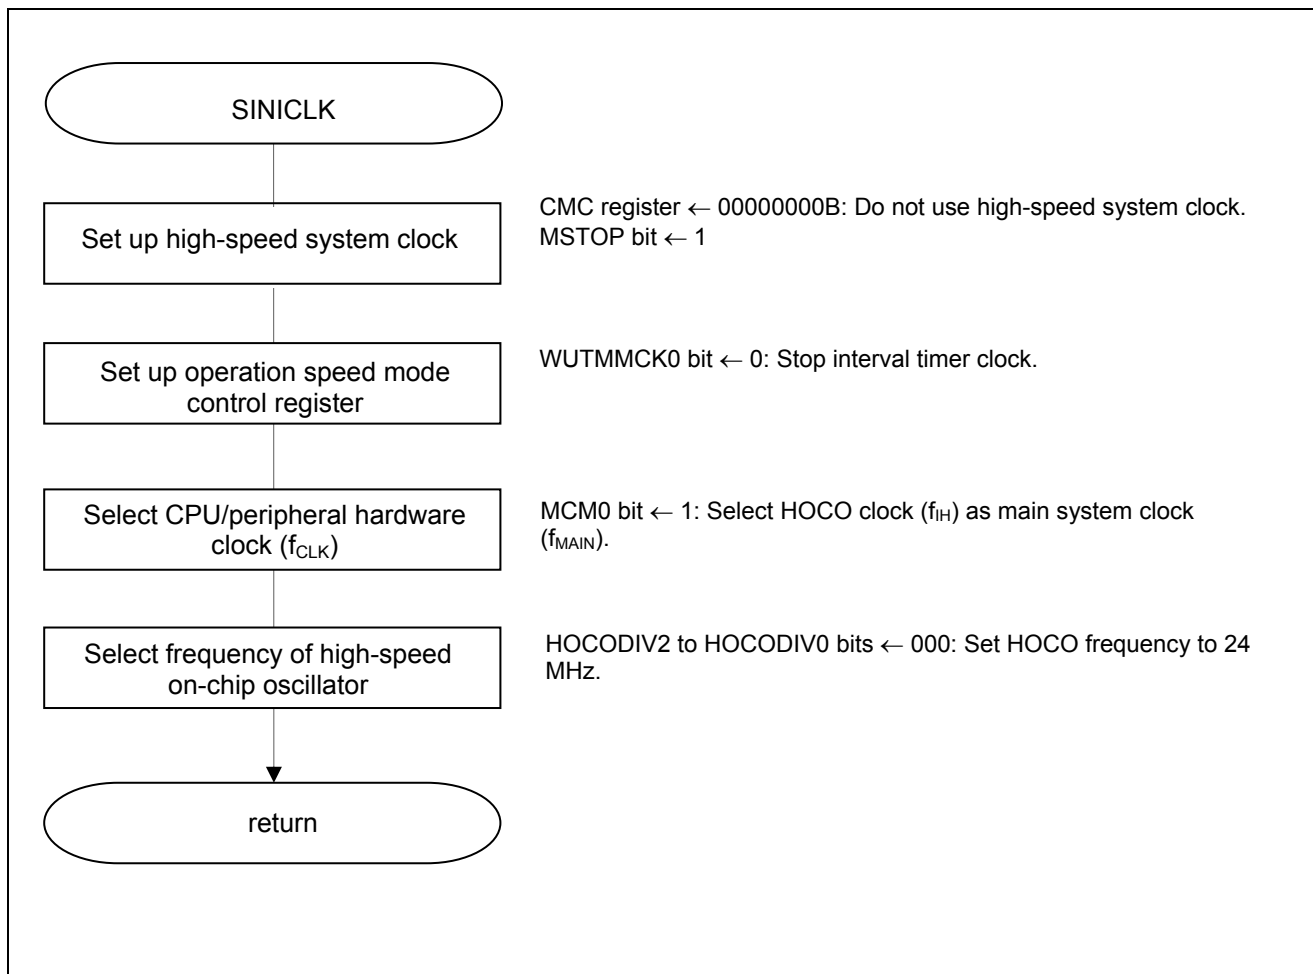 SINICLK
Set up high-speed system clock
CMC register ← 00000000B: Do not use high-speed system clock.
MSTOP bit ← 1
Set up operation speed mode
control register
WUTMMCK0 bit ← 0: Stop interval timer clock.
Select CPU/peripheral hardware
clock (fCLK)
MCM0 bit ← 1: Select HOCO clock (fIH) as main system clock
(fMAIN).
Select frequency of high-speed
on-chip oscillator
HOCODIV2 to HOCODIV0 bits ← 000: Set HOCO frequency to 24
MHz.
return